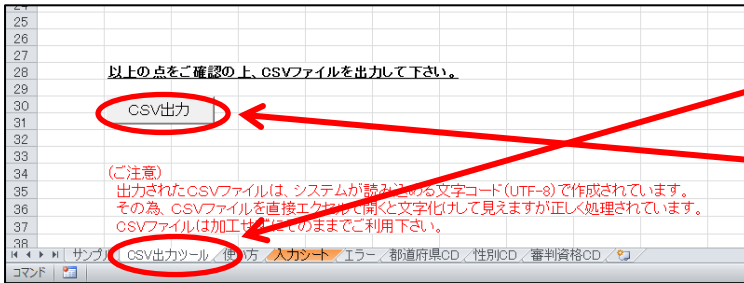 24
25
26
27
28 以上の点をご確認の上、CSVファイルを出力して下さい。
29
30 CSV出力
31
32
33
34 (ご注意)
35 出力されたCSVファイルは、システムが読み込める文字コード(UTF-8)で作成されています。
36 その為、CSVファイルを直接エクセルで開くと文字化けして見えますが正しく処理されています。
37 CSVファイルは加工せずにそのままでご利用下さい。
38
サンプル CSV出力ツール 使い方 入力シート エラー 都道府県CD 性別CD 審判資格CD
コマンド